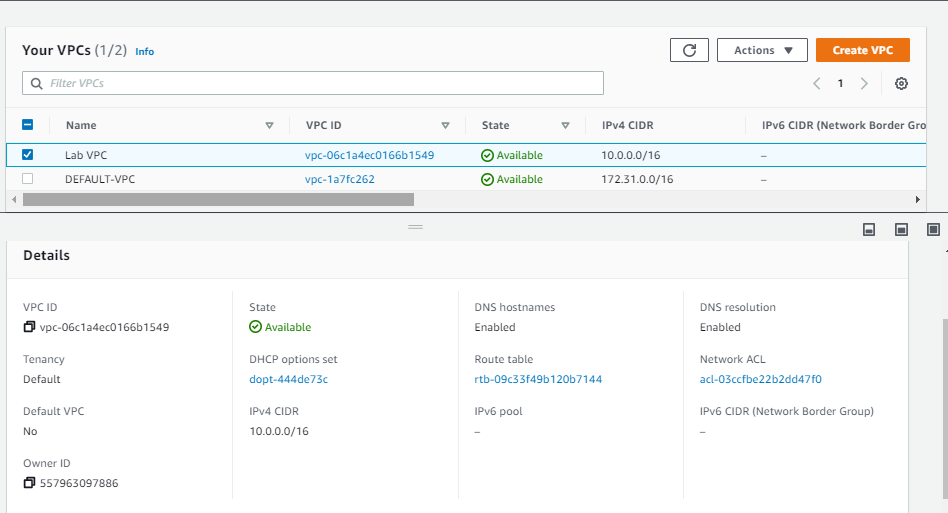 Your VPCs (1/2) Info
Actions Create VPC
Filter VPCs
1
Name VPC ID State IPv4 CIDR IPv6 CIDR (Network Border Gro
Lab VPC vpc-06c1a4ec0166b1549 Available 10.0.0.0/16 –
DEFAULT-VPC vpc-1a7fc262 Available 172.31.0.0/16 –
Details
VPC ID State DNS hostnames DNS resolution
vpc-06c1a4ec0166b1549 Available Enabled Enabled
Tenancy DHCP options set Route table Network ACL
Default dopt-444de73c rtb-09c33f49b120b7144 acl-03ccfbe22b2dd47f0
Default VPC IPv4 CIDR IPv6 pool IPv6 CIDR (Network Border Group)
No 10.0.0.0/16 – –
Owner ID
557963097886